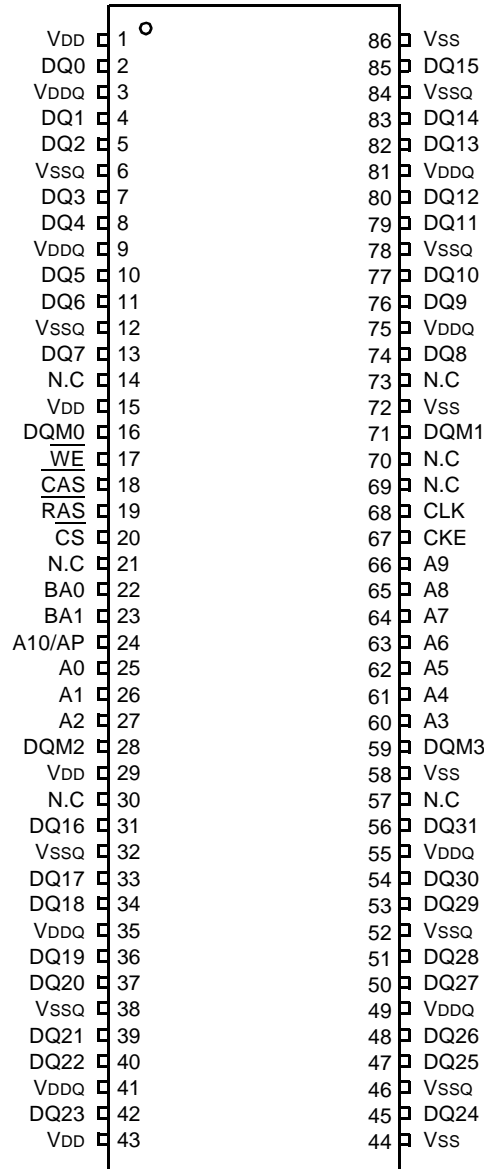 VDD 1 86 VSS
DQ0 2 85 DQ15
VDDQ 3 84 VSSQ
DQ1 4 83 DQ14
DQ2 5 82 DQ13
VSSQ 6 81 VDDQ
DQ3 7 80 DQ12
DQ4 8 79 DQ11
VDDQ 9 78 VSSQ
DQ5 10 77 DQ10
DQ6 11 76 DQ9
VSSQ 12 75 VDDQ
DQ7 13 74 DQ8
N.C 14 73 N.C
VDD 15 72 VSS
DQM0 16 71 DQM1
WE 17 70 N.C
CAS 18 69 N.C
RAS 19 68 CLK
CS 20 67 CKE
N.C 21 66 A9
BA0 22 65 A8
BA1 23 64 A7
A10/AP 24 63 A6
A0 25 62 A5
A1 26 61 A4
A2 27 60 A3
DQM2 28 59 DQM3
VDD 29 58 VSS
N.C 30 57 N.C
DQ16 31 56 DQ31
VSSQ 32 55 VDDQ
DQ17 33 54 DQ30
DQ18 34 53 DQ29
VDDQ 35 52 VSSQ
DQ19 36 51 DQ28
DQ20 37 50 DQ27
VSSQ 38 49 VDDQ
DQ21 39 48 DQ26
DQ22 40 47 DQ25
VDDQ 41 46 VSSQ
DQ23 42 45 DQ24
VDD 43 44 VSS